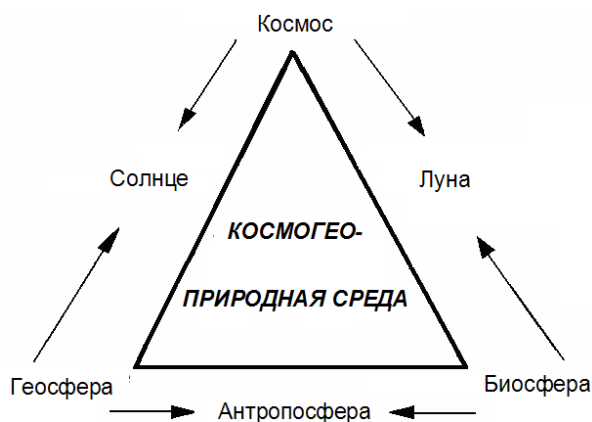 Космос
Солнце
Луна
КОСМОГЕО-
ПРИРОДНАЯ СРЕДА
Геосфера
Биосфера
Антропосфера